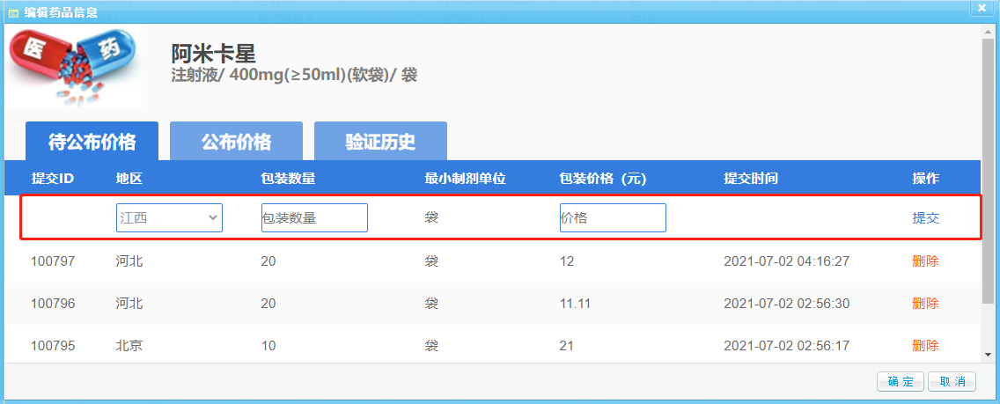 编辑药品信息
医 药
阿米卡星
注射液/ 400mg(≥50ml)(软袋)/ 袋
待公布价格 公布价格 验证历史
提交ID 地区 包装数量 最小制剂单位 包装价格（元） 提交时间 操作
江西 包装数量 袋 价格 提交
100797 河北 20 袋 12 2021-07-02 04:16:27 删除
100796 河北 20 袋 11.11 2021-07-02 02:56:30 删除
100795 北京 10 袋 21 2021-07-02 02:56:17 删除
确 定 取 消